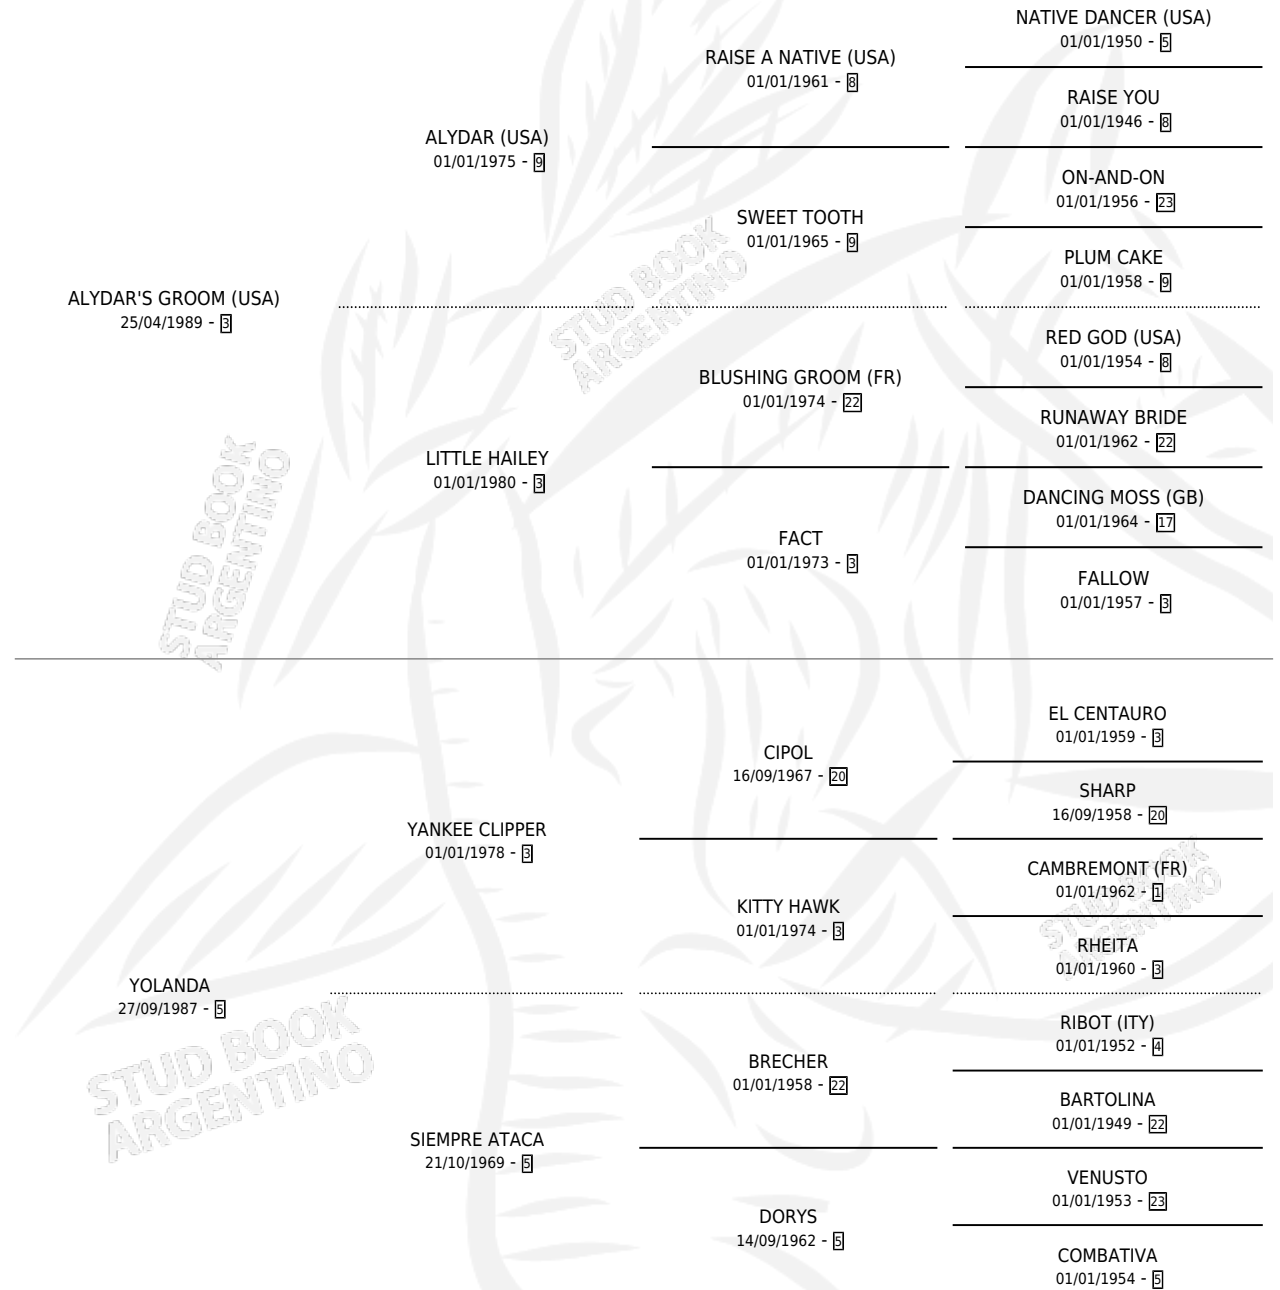 NATIVE DANCER (USA)
01/01/1950 - 5
RAISE A NATIVE (USA)
01/01/1961 - 8
RAISE YOU
01/01/1946 - 8
ALYDAR (USA)
01/01/1975 - 9
ON-AND-ON
01/01/1956 - 23
SWEET TOOTH
01/01/1965 - 9
PLUM CAKE
01/01/1958 - 9
ALYDAR'S GROOM (USA)
25/04/1989 - 3
RED GOD (USA)
01/01/1954 - 8
BLUSHING GROOM (FR)
01/01/1974 - 22
RUNAWAY BRIDE
01/01/1962 - 22
LITTLE HAILEY
01/01/1980 - 3
DANCING MOSS (GB)
01/01/1964 - 17
FACT
01/01/1973 - 3
FALLOW
01/01/1957 - 3
STUD BOOK
ARGENTINO
STUD BOOK
ARGENTINO
EL CENTAURO
01/01/1959 - 3
CIPOL
16/09/1967 - 20
SHARP
16/09/1958 - 20
YANKEE CLIPPER
01/01/1978 - 3
CAMBREMONT (FR)
01/01/1962 - 1
KITTY HAWK
01/01/1974 - 3
RHEITA
01/01/1960 - 3
YOLANDA
27/09/1987 - 5
RIBOT (ITY)
01/01/1952 - 4
BRECHER
01/01/1958 - 22
BARTOLINA
01/01/1949 - 22
SIEMPRE ATACA
21/10/1969 - 5
VENUSTO
01/01/1953 - 23
DORYS
14/09/1962 - 5
COMBATIVA
01/01/1954 - 5
STUD BOOK
ARGENTINO
STUD BOOK
ARGENTINO